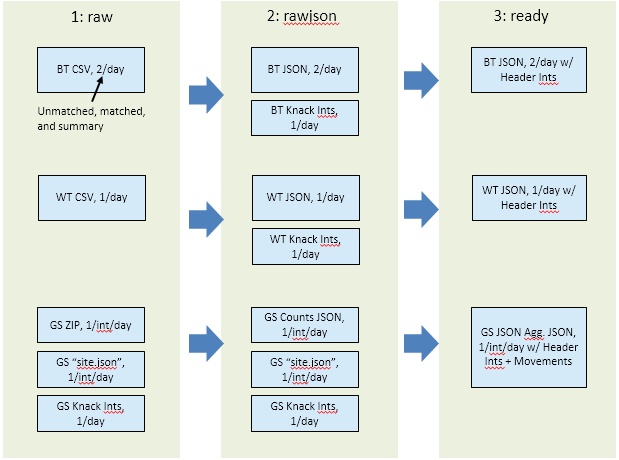 1: raw
BT CSV, 2/day
Unmatched, matched,
and summary
WT CSV, 1/day
GS ZIP, 1/int/day
GS “site.json”,
1/int/day
GS Knack Ints,
1/day
2: rawjson
BT JSON, 2/day
BT Knack Ints,
1/day
WT JSON, 1/day
WT Knack Ints,
1/day
GS Counts JSON,
1/int/day
GS “site.json”,
1/int/day
GS Knack Ints,
1/day
3: ready
BT JSON, 2/day w/
Header Ints
WT JSON, 1/day w/
Header Ints
GS JSON Agg. JSON,
1/int/day w/ Header
Ints + Movements